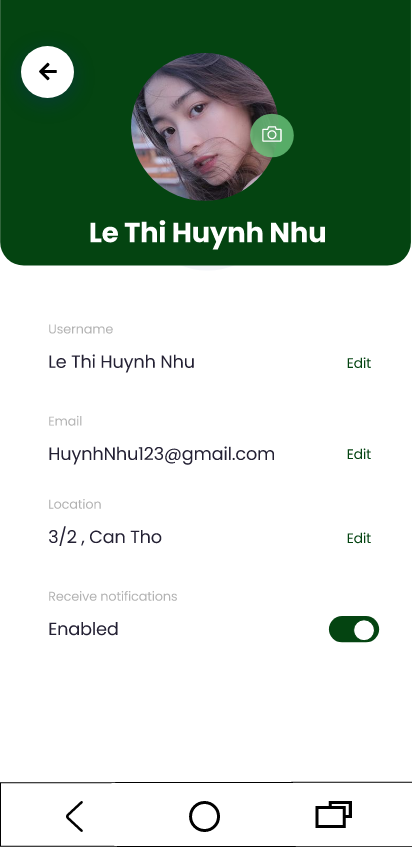 Le Thi Huynh Nhu
Username
Le Thi Huynh Nhu
Edit
Email
HuynhNhu123@gmail.com
Edit
Location
3/2 , Can Tho
Edit
Receive notifications
Enabled